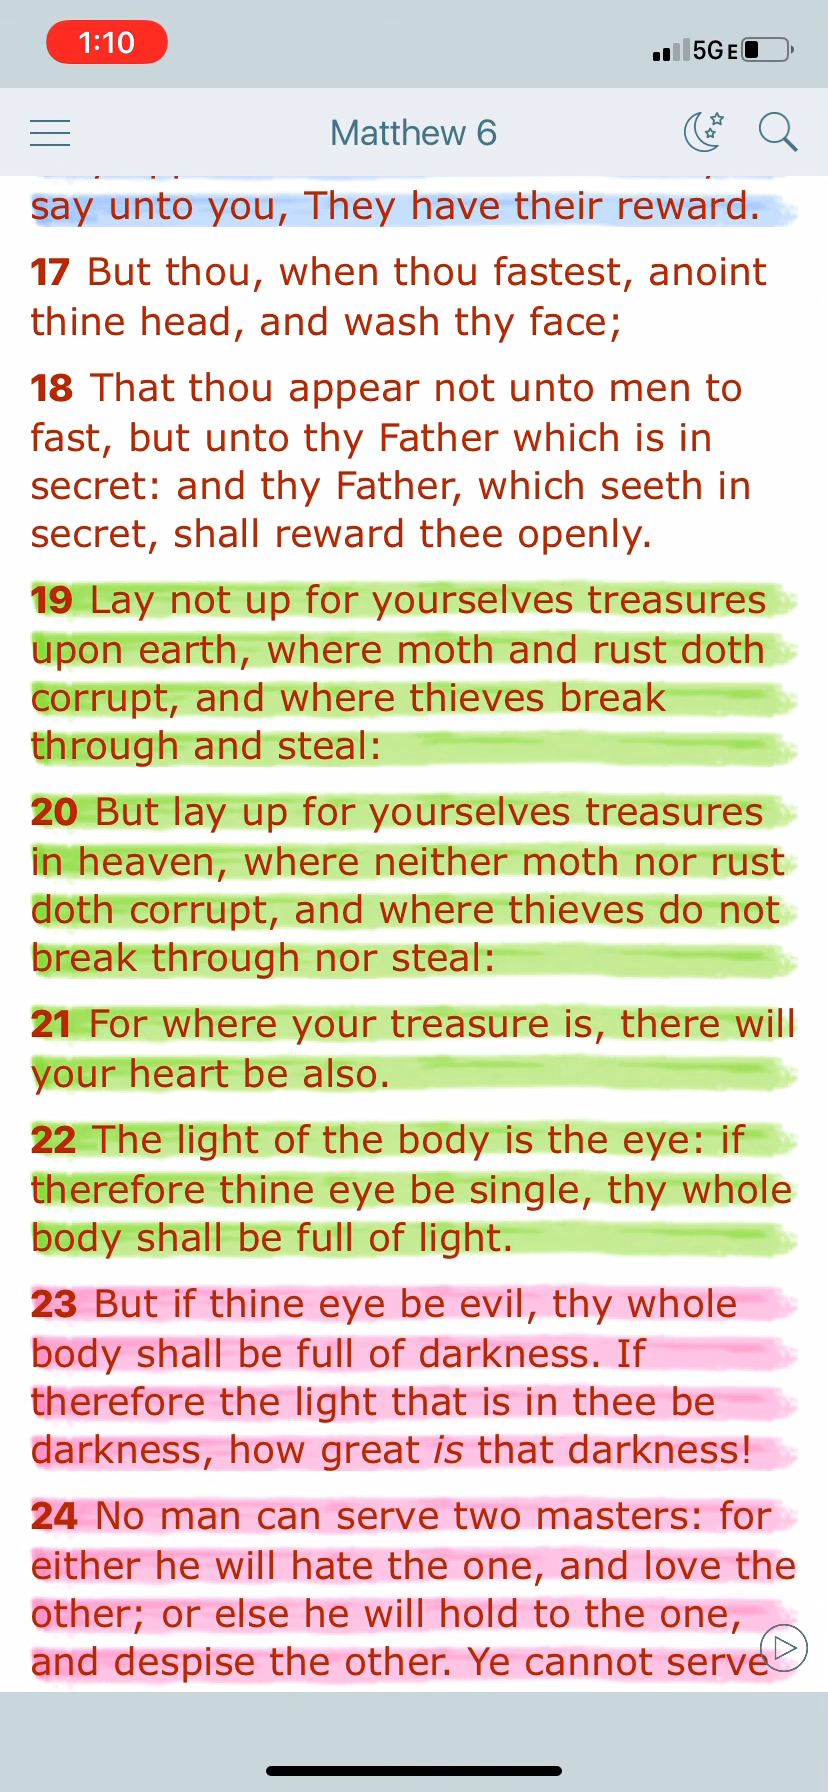 1:10
5GE
Matthew 6
say unto you, They have their reward.
17 But thou, when thou fastest, anoint
thine head, and wash thy face;
18 That thou appear not unto men to
fast, but unto thy Father which is in
secret: and thy Father, which seeth in
secret, shall reward thee openly.
19 Lay not up for yourselves treasures
upon earth, where moth and rust doth
corrupt, and where thieves break
through and steal:
20 But lay up for yourselves treasures
in heaven, where neither moth nor rust
doth corrupt, and where thieves do not
break through nor steal:
21 For where your treasure is, there will
your heart be also.
22 The light of the body is the eye: if
therefore thine eye be single, thy whole
body shall be full of light.
23 But if thine eye be evil, thy whole
body shall be full of darkness. If
therefore the light that is in thee be
darkness, how great is that darkness!
24 No man can serve two masters: for
either he will hate the one, and love the
other; or else he will hold to the one,
and despise the other. Ye cannot serve